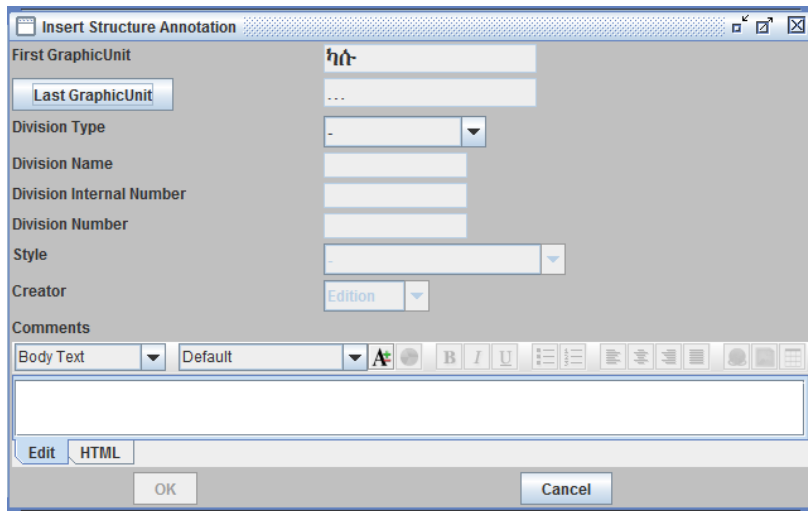 Insert Structure Annotation
First GraphicUnit ካሱ
Last GraphicUnit ...
Division Type -
Division Name
Division Internal Number
Division Number
Style -
Creator Edition
Comments
Body Text Default A B I U
Edit HTML
OK Cancel